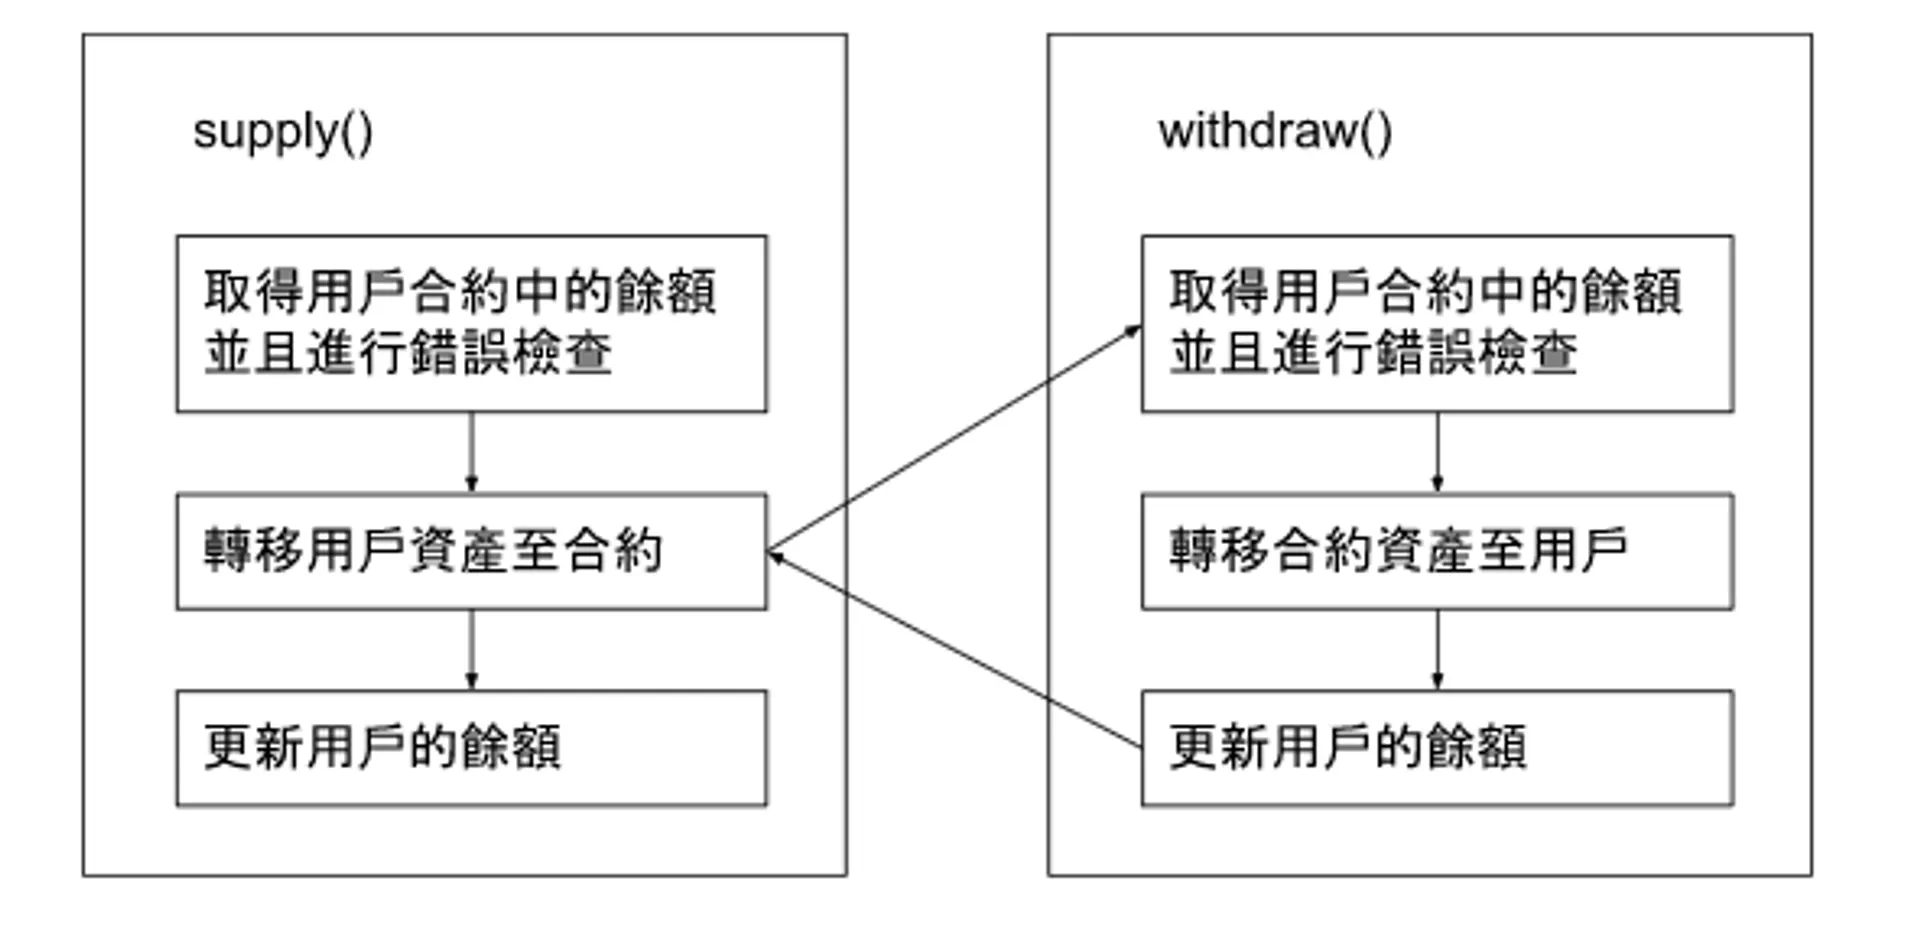 supply()
取得用戶合約中的餘額
並且進行錯誤檢查
轉移用戶資產至合約
更新用戶的餘額
withdraw()
取得用戶合約中的餘額
並且進行錯誤檢查
轉移合約資產至用戶
更新用戶的餘額